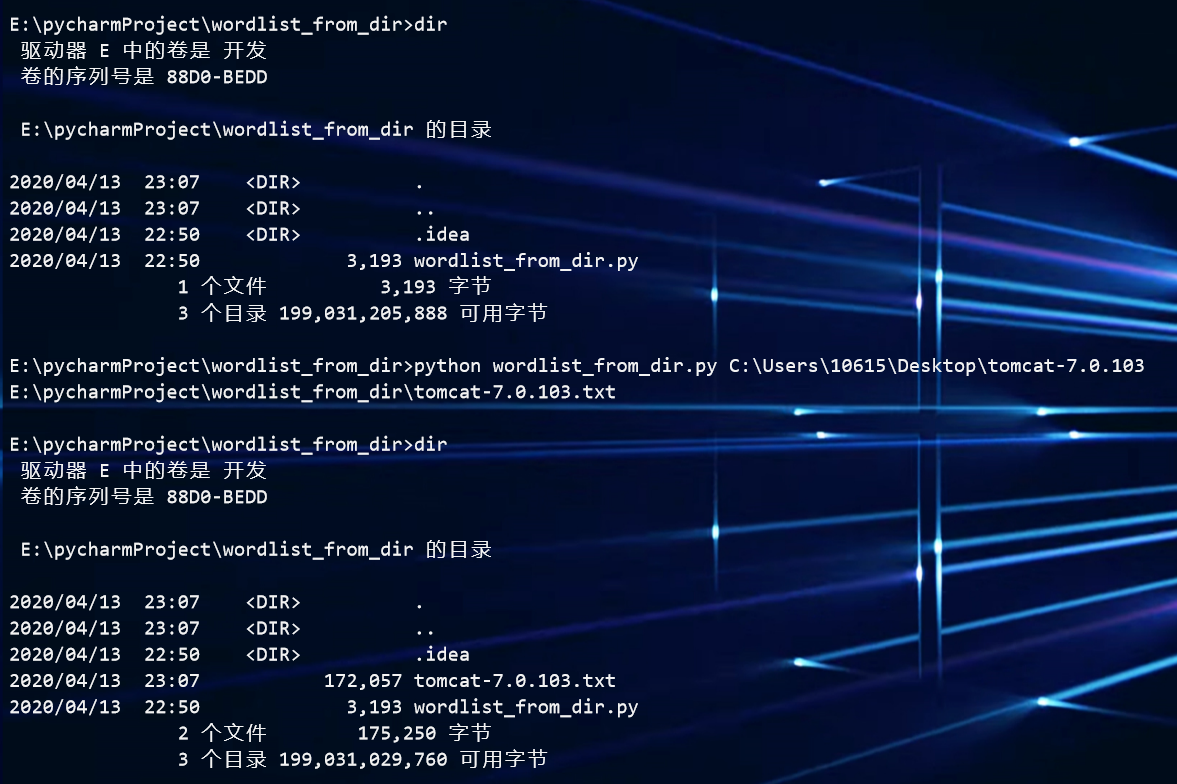 E:\pycharmProject\wordlist_from_dir>dir
驱动器 E 中的卷是 开发
卷的序列号是 88D0-BEDD
E:\pycharmProject\wordlist_from_dir 的目录
2020/04/13  23:07    <DIR>          .
2020/04/13  23:07    <DIR>          ..
2020/04/13  22:50    <DIR>          .idea
2020/04/13  22:50             3,193 wordlist_from_dir.py
1 个文件          3,193 字节
3 个目录 199,031,205,888 可用字节
E:\pycharmProject\wordlist_from_dir>python wordlist_from_dir.py C:\Users\10615\Desktop\tomcat-7.0.103
E:\pycharmProject\wordlist_from_dir\tomcat-7.0.103.txt
E:\pycharmProject\wordlist_from_dir>dir
驱动器 E 中的卷是 开发
卷的序列号是 88D0-BEDD
E:\pycharmProject\wordlist_from_dir 的目录
2020/04/13  23:07    <DIR>          .
2020/04/13  23:07    <DIR>          ..
2020/04/13  22:50    <DIR>          .idea
2020/04/13  23:07           172,057 tomcat-7.0.103.txt
2020/04/13  22:50             3,193 wordlist_from_dir.py
2 个文件        175,250 字节
3 个目录 199,031,029,760 可用字节